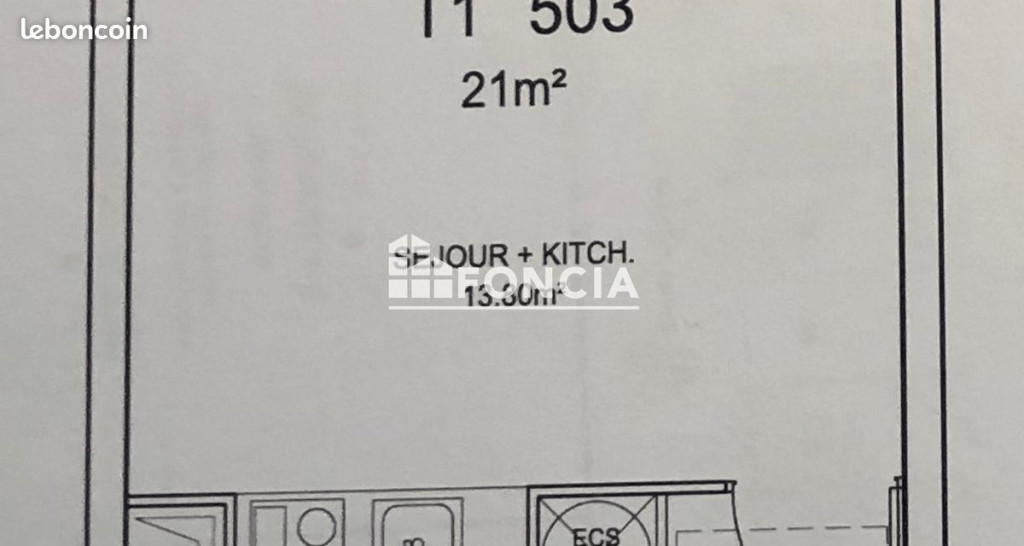 leboncoin
T1 503
21m²
SEJOUR + KITCH.
FONCIA
13.30m²
ECS